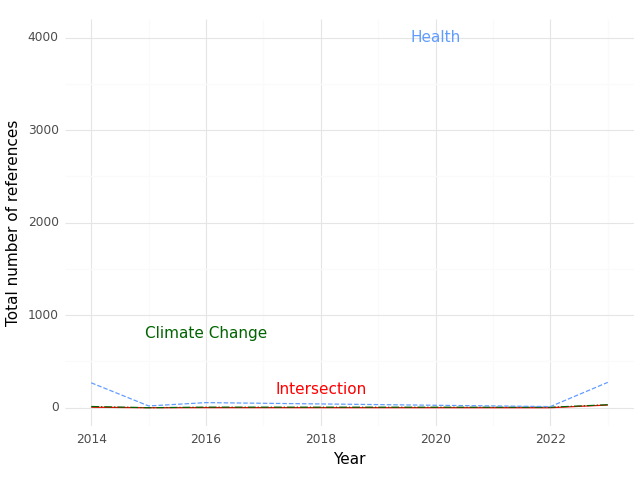 4000
Health
3000
2000
Total number of references
1000
Climate Change
Intersection
0
2014
2016
2018
2020
2022
Year